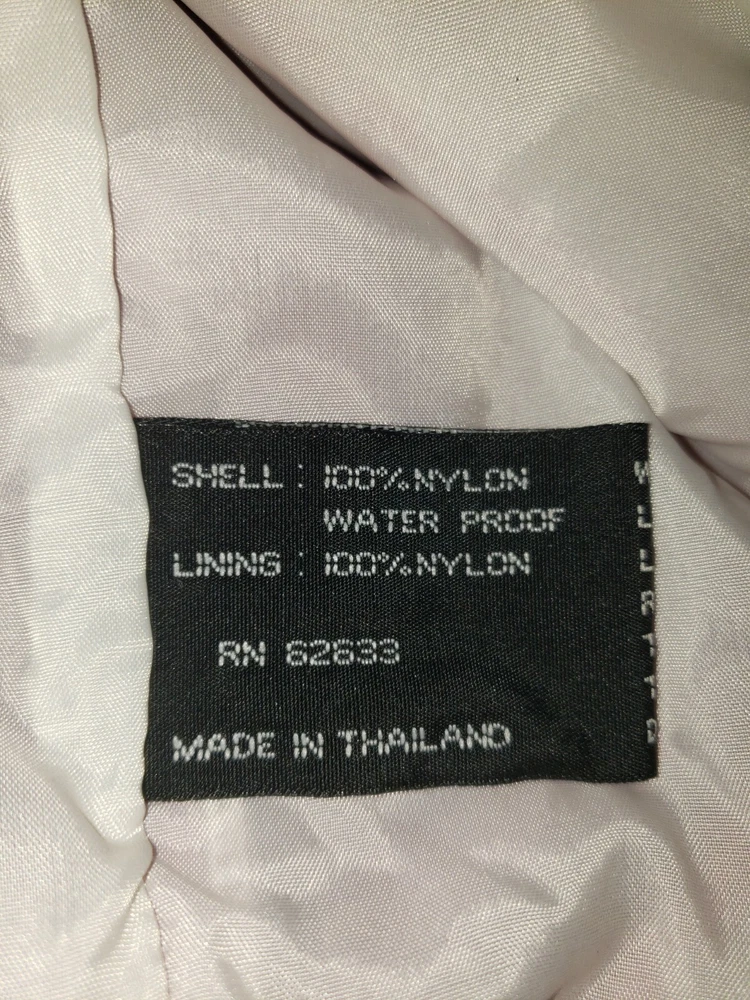 SHELL : 100% NYLON
WATER PROOF
LINING : 100% NYLON
RN 62633
MADE IN THAILAND